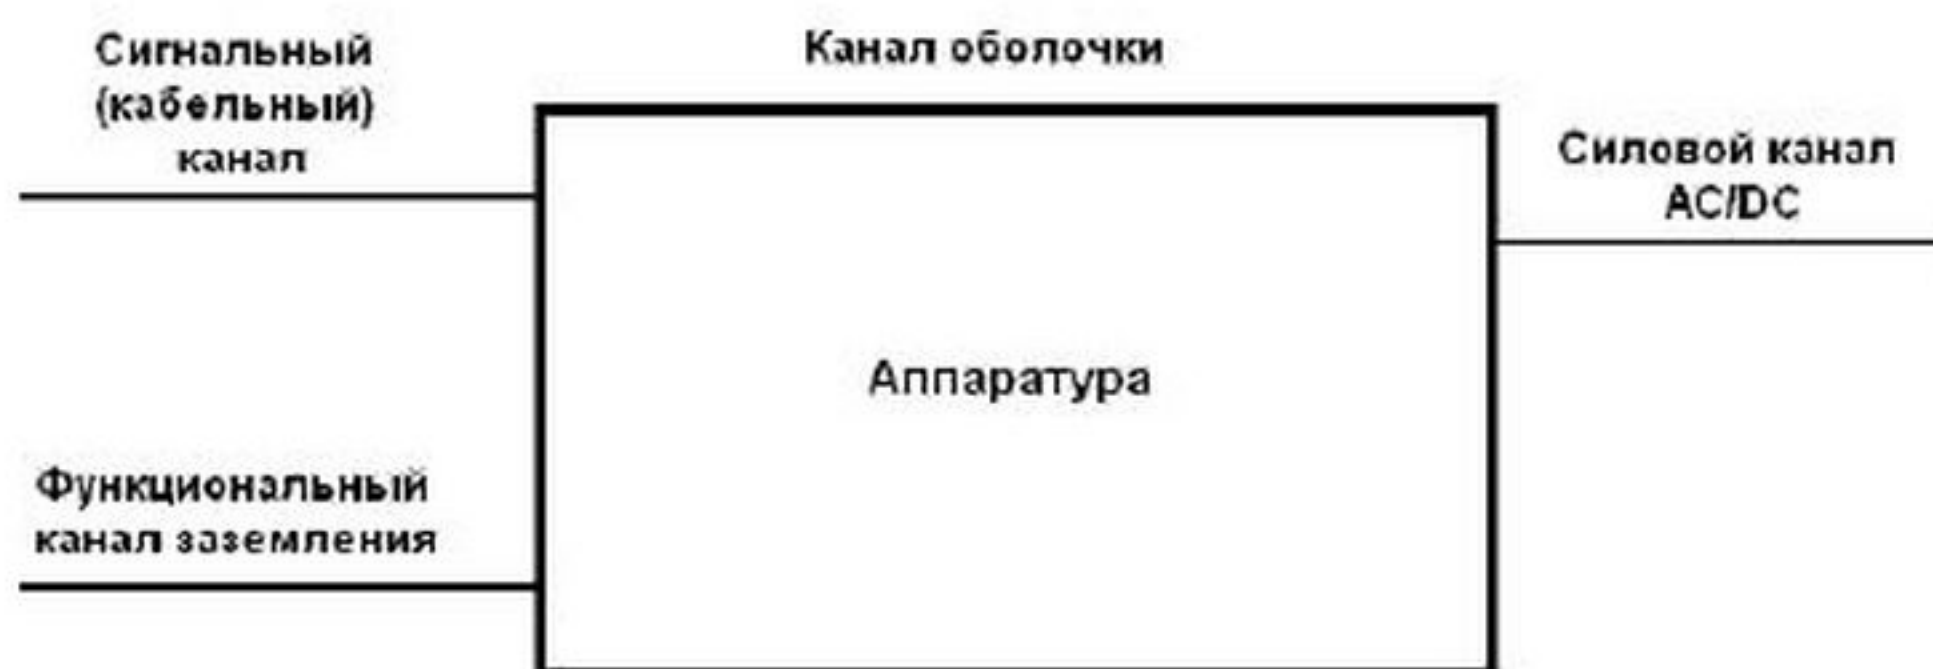 Сигнальный
(кабельный)
канал
Канал оболочки
Силовой канал
AC/DC
Аппаратура
Функциональный
канал заземления